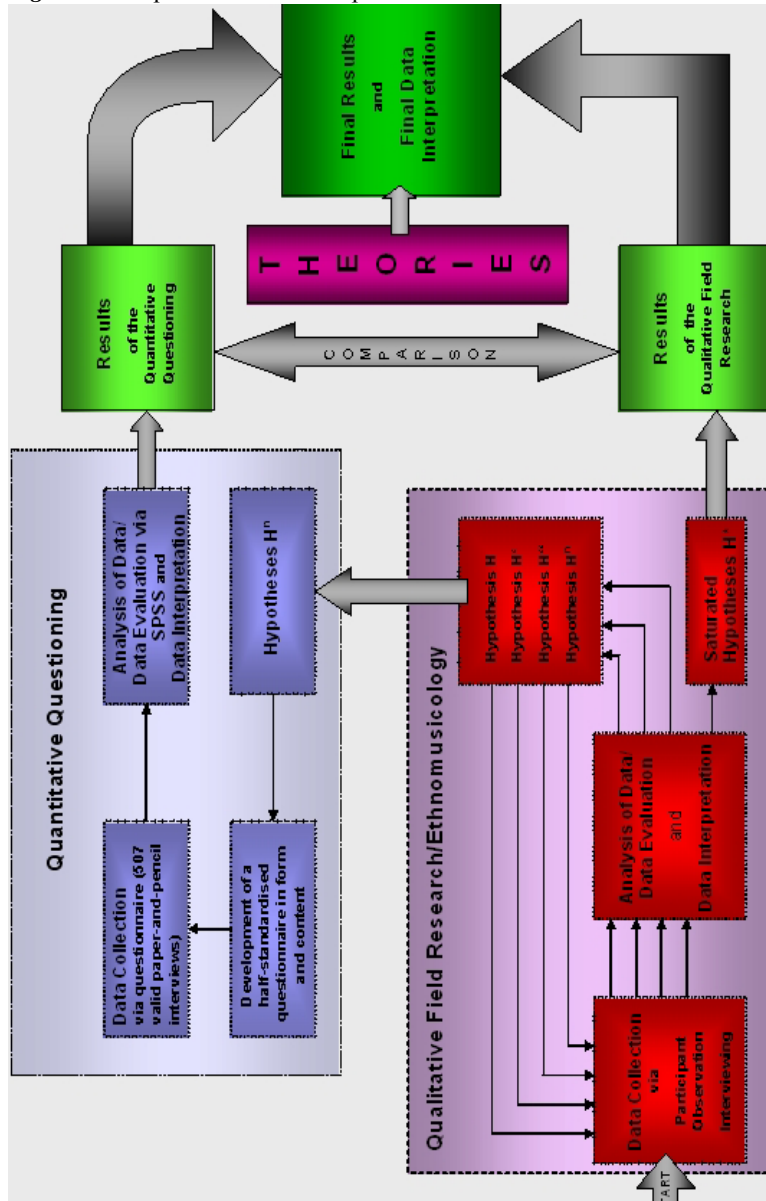 Quantitative Questioning
Data Collection
via questionnaire (507
valid paper-and-pencil
interviews)
Analysis of Data/
Data Evaluation via
SPSS and
Data Interpretation
Development of a
half-standardised
questionnaire in form
and content
Hypotheses Hⁿ
Results
of the
Quantitative
Questioning
Final Results
and
Final Data
Interpretation
THEORIES
COMPARISON
Qualitative Field Research/Ethnomusicology
Data Collection
via
Participant
Observation
Interviewing
Analysis of Data/
Data Evaluation
and
Data Interpretation
Hypothesis H
Hypothesis H'
Hypothesis H''
Hypothesis Hⁿ
Saturated
Results
of the
Qualitative Field
Research